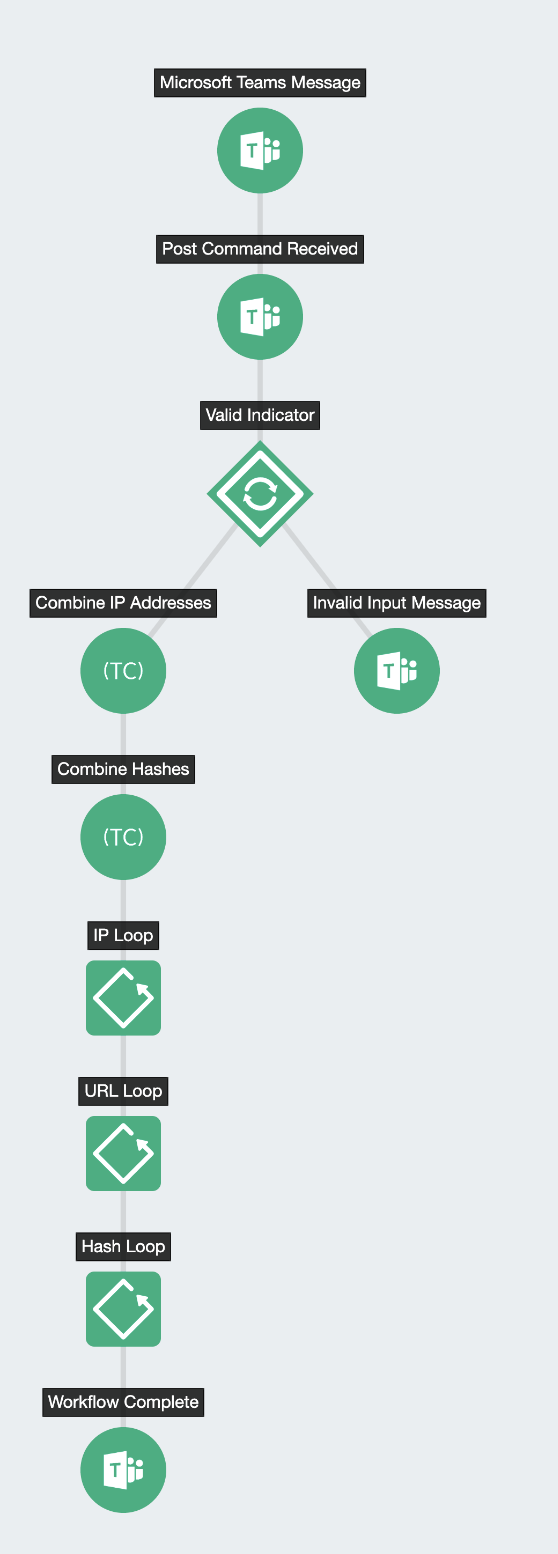 Microsoft Teams Message
T
Post Command Received
T
Valid Indicator
Combine IP Addresses
Invalid Input Message
(TC)
T
Combine Hashes
(TC)
IP Loop
URL Loop
Hash Loop
Workflow Complete
T